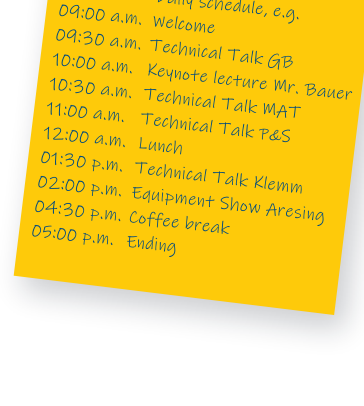 Daily schedule, e.g.
09:00 a.m. Welcome
09:30 a.m. Technical Talk GB
10:00 a.m. Keynote lecture Mr. Bauer
10:30 a.m. Technical Talk MAT
11:00 a.m. Technical Talk P&S
12:00 a.m. Lunch
01:30 p.m. Technical Talk Klemm
02:00 p.m. Equipment Show Aresing
04:30 p.m. Coffee break
05:00 p.m. Ending